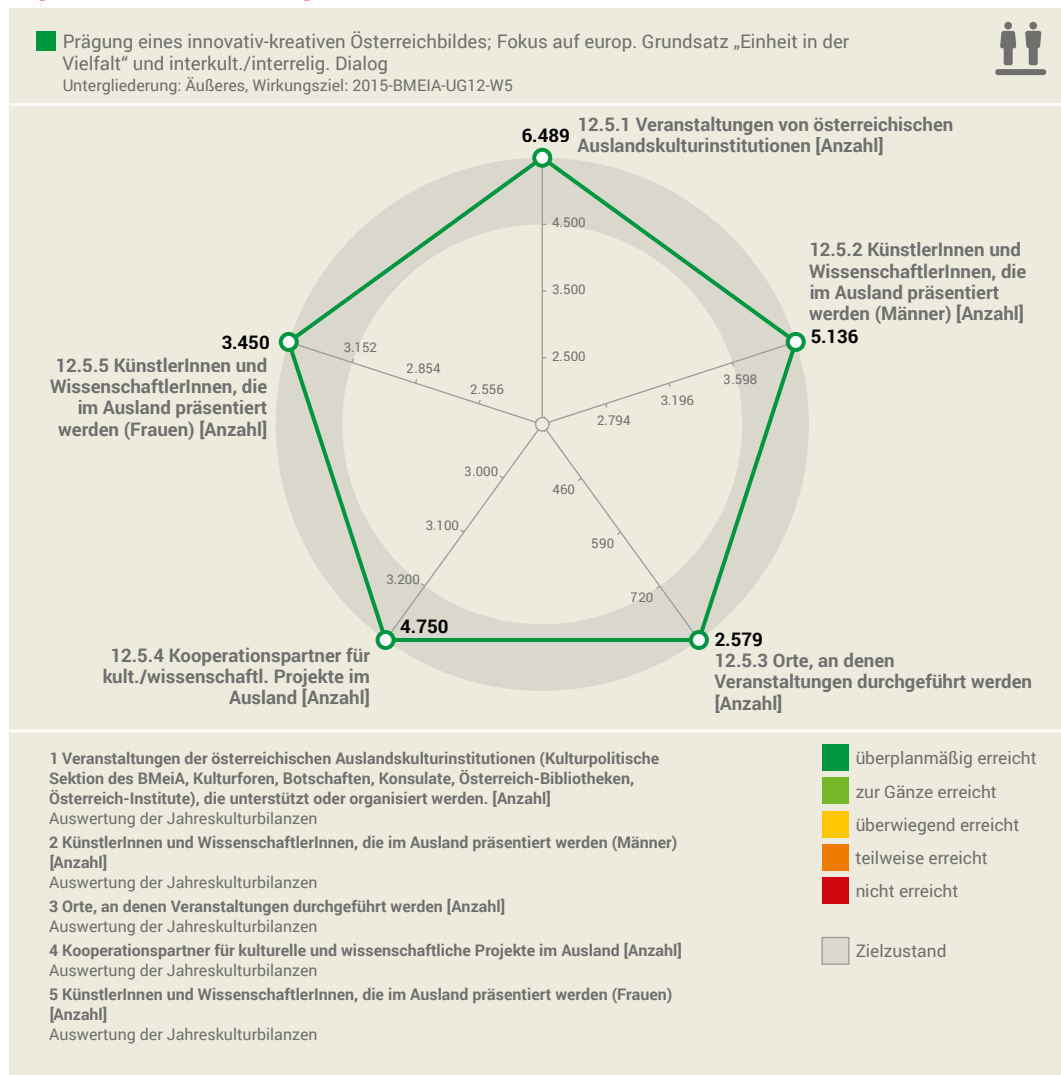 Prägung eines innovativ-kreativen Österreichbildes; Fokus auf europ. Grundsatz „Einheit in der
Vielfalt“ und interkult./interrelig. Dialog
Untergliederung: Äußeres, Wirkungsziel: 2015-BMEIA-UG12-W5
6.489
12.5.1 Veranstaltungen von österreichischen
Auslandskulturinstitutionen [Anzahl]
4.500
3.500
2.500
12.5.2 KünstlerInnen und
WissenschaftlerInnen, die
im Ausland präsentiert
werden (Männer) [Anzahl]
5.136
3.598
3.196
2.794
3.450
12.5.5 KünstlerInnen und
WissenschaftlerInnen, die
im Ausland präsentiert
werden (Frauen) [Anzahl]
3.152
2.854
2.556
3.000
3.100
3.200
460
590
720
4.750
12.5.4 Kooperationspartner für
kult./wissenschaftl. Projekte im
Ausland [Anzahl]
2.579
12.5.3 Orte, an denen
Veranstaltungen durchgeführt werden
[Anzahl]
1 Veranstaltungen der österreichischen Auslandskulturinstitutionen (Kulturpolitische
Sektion des BMeiA, Kulturforen, Botschaften, Konsulate, Österreich-Bibliotheken,
Österreich-Institute), die unterstützt oder organisiert werden. [Anzahl]
Auswertung der Jahreskulturbilanzen
2 KünstlerInnen und WissenschaftlerInnen, die im Ausland präsentiert werden (Männer)
[Anzahl]
Auswertung der Jahreskulturbilanzen
3 Orte, an denen Veranstaltungen durchgeführt werden [Anzahl]
Auswertung der Jahreskulturbilanzen
4 Kooperationspartner für kulturelle und wissenschaftliche Projekte im Ausland [Anzahl]
Auswertung der Jahreskulturbilanzen
5 KünstlerInnen und WissenschaftlerInnen, die im Ausland präsentiert werden (Frauen)
[Anzahl]
Auswertung der Jahreskulturbilanzen
überplanmäßig erreicht
zur Gänze erreicht
überwiegend erreicht
teilweise erreicht
nicht erreicht
Zielzustand